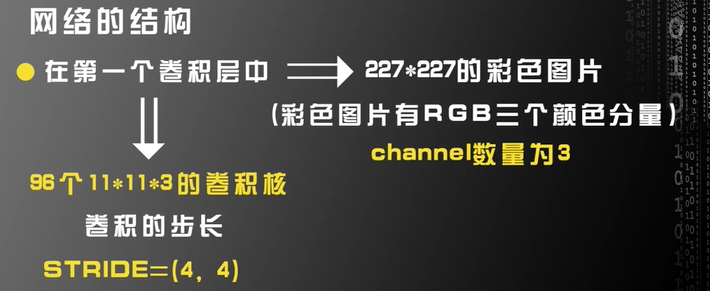 网络的结构
在第一个卷积层中
227*227的彩色图片
(彩色图片有RGB三个颜色分量)
channel数量为3
96个11*11*3的卷积核
卷积的步长
STRIDE=(4, 4)